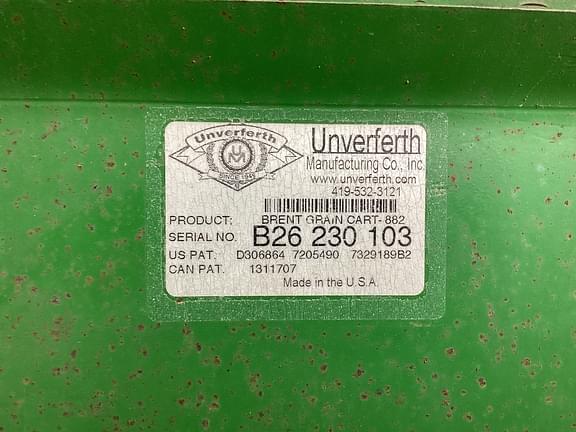 Unverferth
SINCE 1948
Unverferth
Manufacturing Co., Inc.
www.unverferth.com
419-532-3121
PRODUCT: BRENT GRAIN CART- 882
SERIAL NO. B26 230 103
US PAT. D306864 7205490 7329189B2
CAN PAT. 1311707
Made in the U.S.A.